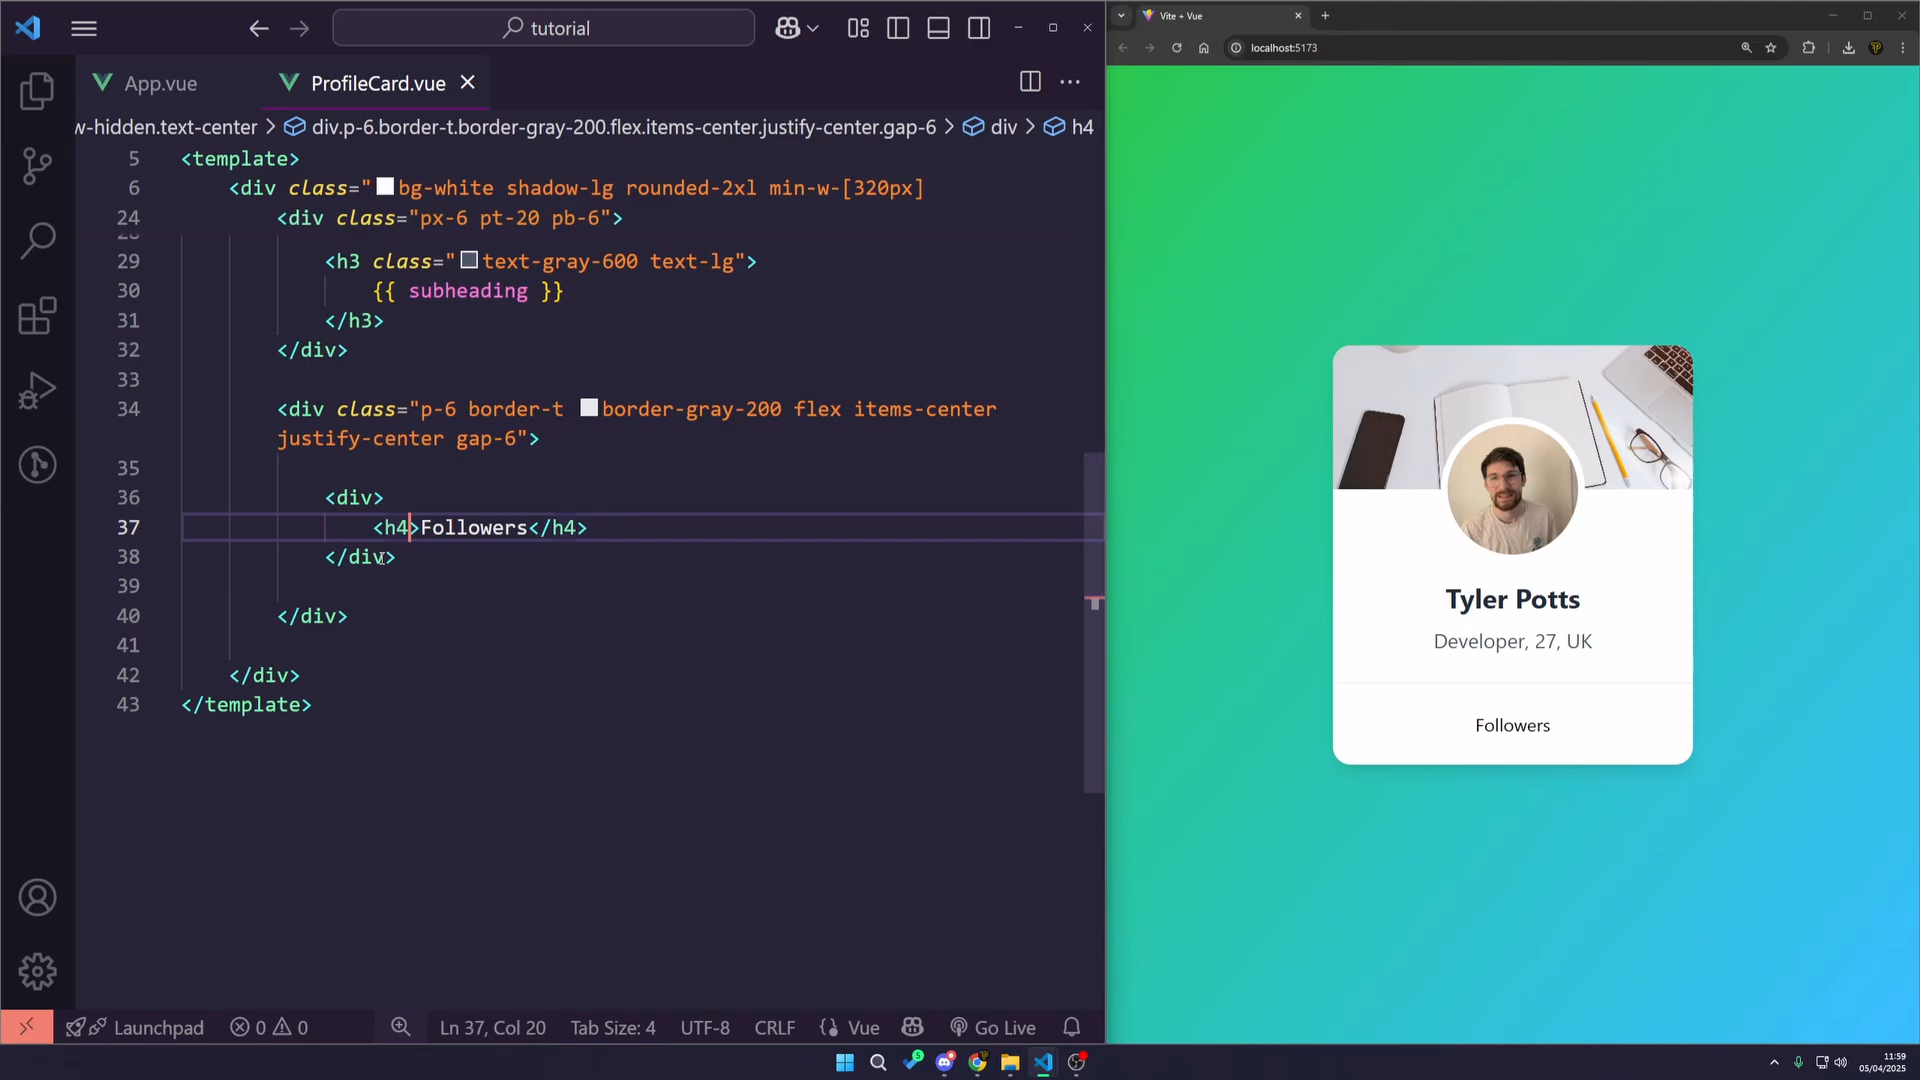 tutorial
App.vue
ProfileCard.vue
w-hidden.text-center > div.p-6.border-t.border-gray-200.flex.items-center.justify-center.gap-6 > div > h4
5 <template>
6 <div class="bg-white shadow-lg rounded-2xl min-w-[320px]
24 <div class="px-6 pt-20 pb-6">
29 <h3 class="text-gray-600 text-lg">
30 {{ subheading }}
31 </h3>
32 </div>
33
34 <div class="p-6 border-t border-gray-200 flex items-center
justify-center gap-6">
35
36 <div>
37 <h4>Followers</h4>
38 </div>
39
40 </div>
41
42 </div>
43 </template>
Launchpad 0 0 Ln 37, Col 20 Tab Size: 4 UTF-8 CRLF {} Vue Go Live
Vite + Vue
localhost:5173
Tyler Potts
Developer, 27, UK
Followers
5
11:59
05/04/2025